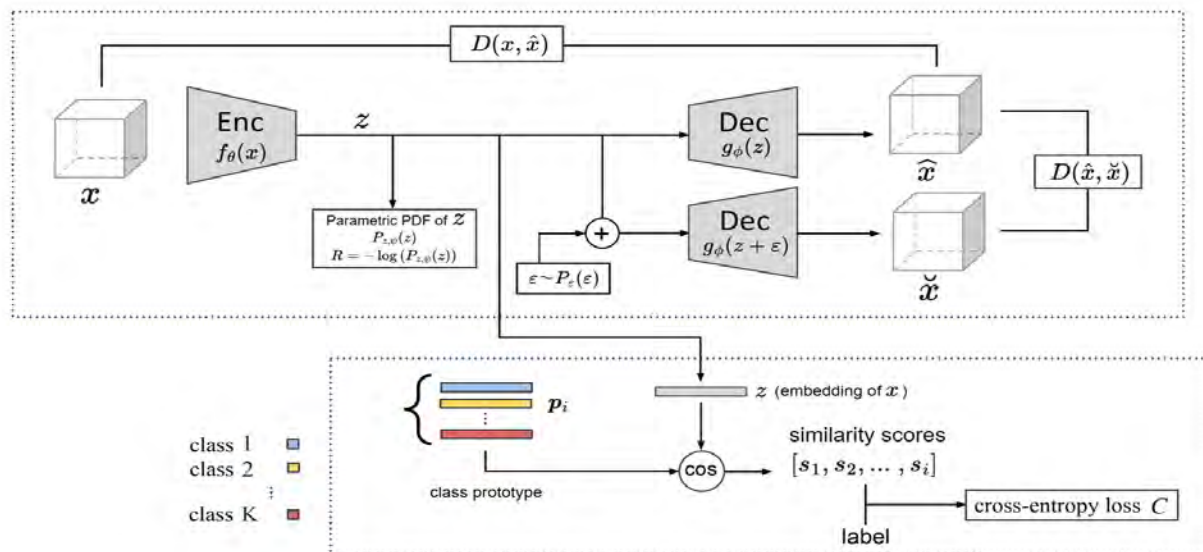 D(x, x̂)
Enc
f_θ(x)
z
Dec
g_ϕ(z)
x
x̂
D(x̂, x̆)
Parametric PDF of z
P_{z,ψ}(z)
R = −log (P_{z,ψ}(z))
+
Dec
g_ϕ(z + ε)
ε∼P_ε(ε)
x̆
z (embedding of x)
p_i
⋮
class 1
class 2
⋮
class K
class prototype
COS
similarity scores
[s_1, s_2, … , s_i]
label
cross-entropy loss C